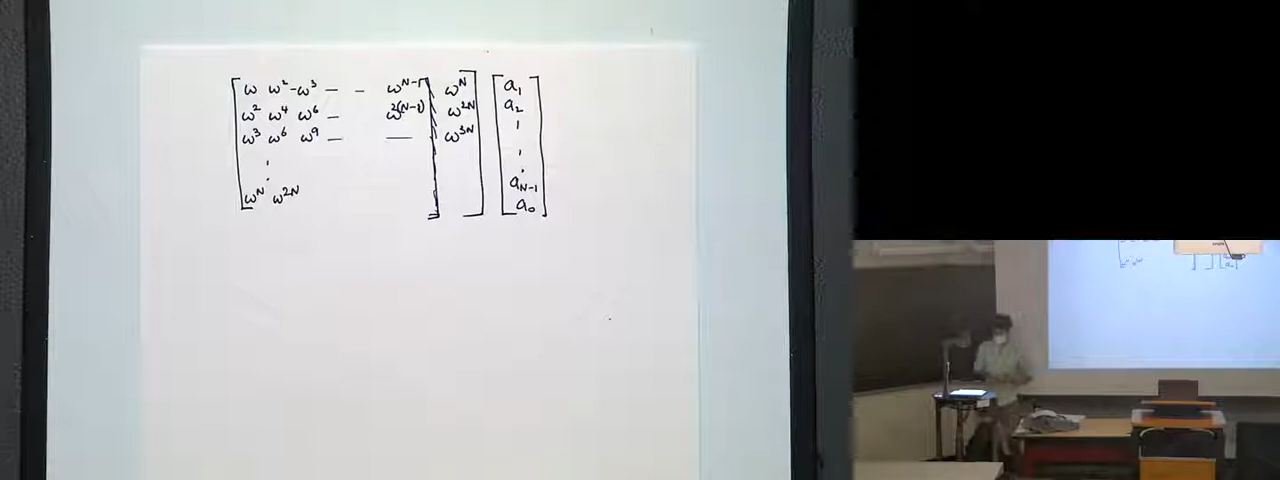 ω ω² - ω³ — - ω^{N-1} ω^N a₁
ω² ω⁴ ω⁶ — ω^{2(N-1)} ω^{2N} a₂
ω³ ω⁶ ω⁹ — — ω^{3N}
ω^N ω^{2N} a_{N-1}
a₀